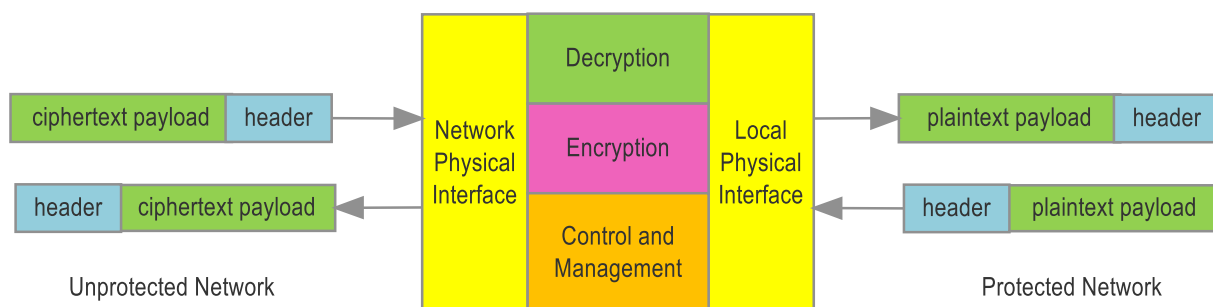 ciphertext payload
header
header
ciphertext payload
Unprotected Network
Network
Physical
Interface
Decryption
Encryption
Control and
Management
Local
Physical
Interface
plaintext payload
header
header
plaintext payload
Protected Network